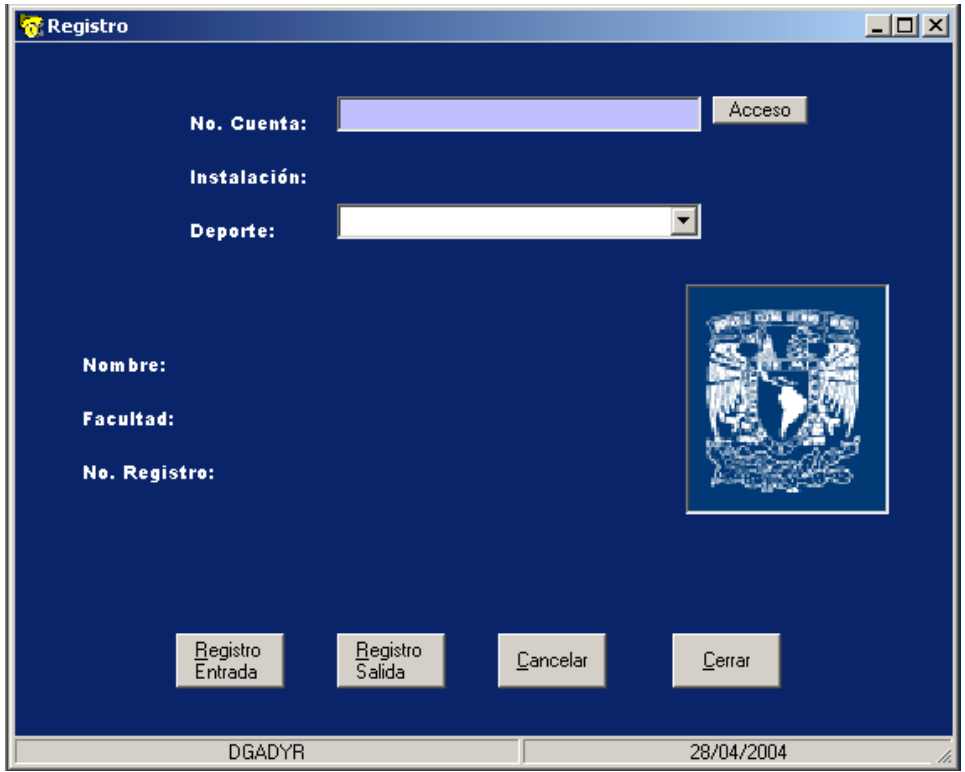 Registro
No. Cuenta:
Acceso
Instalación:
Deporte:
Nombre:
Facultad:
No. Registro:
Registro
Entrada
Registro
Salida
Cancelar
Cerrar
DGADYR
28/04/2004